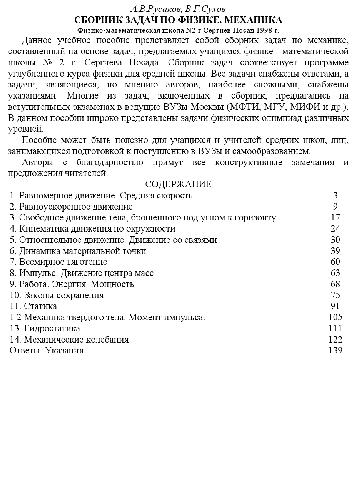 А.В.Русаков, В.Г.Сухов
СБОРНИК ЗАДАЧ ПО ФИЗИКЕ. МЕХАНИКА
Физико-математическая школа №2 г. Сергиев Посад 1998 г.
Данное учебное пособие представляет собой сборник задач по механике,
составленный на основе задач, предлагаемых учащимся физико - математической
школы № 2 г. Сергиева Посада. Сборник задач соответствует программе
углубленного курса физики для средней школы. Все задачи снабжены ответами, а
задачи, являющиеся, по мнению авторов, наиболее сложными, снабжены
указаниями. Многие из задач, включенных в сборник, предлагались на
вступительных экзаменах в ведущие ВУЗы Москвы (МФТИ, МГУ, МИФИ и др.).
В данном пособии широко представлены задачи физических олимпиад различных
уровней.
Пособие может быть полезно для учащихся и учителей средних школ, лиц,
занимающихся подготовкой к поступлению в ВУЗы и самообразованием.
Авторы с благодарностью примут все конструктивные замечания и
предложения читателей.
СОДЕРЖАНИЕ
1. Равномерное движение. Средняя скорость 3
2. Равноускоренное движение 9
3. Свободное движение тела, брошенного под углом к горизонту 17
4. Кинематика движения по окружности 24
5. Относительное движение. Движение со связями 30
6. Динамика материальной точки 39
7. Всемирное тяготение 60
8. Импульс. Движение центра масс 63
9. Работа. Энергия. Мощность 68
10. Законы сохранения 75
11. Статика 91
12. Механика твердого тела. Момент импульса. 105
13. Гидростатика 111
14. Механические колебания 122
Ответы. Указания 139